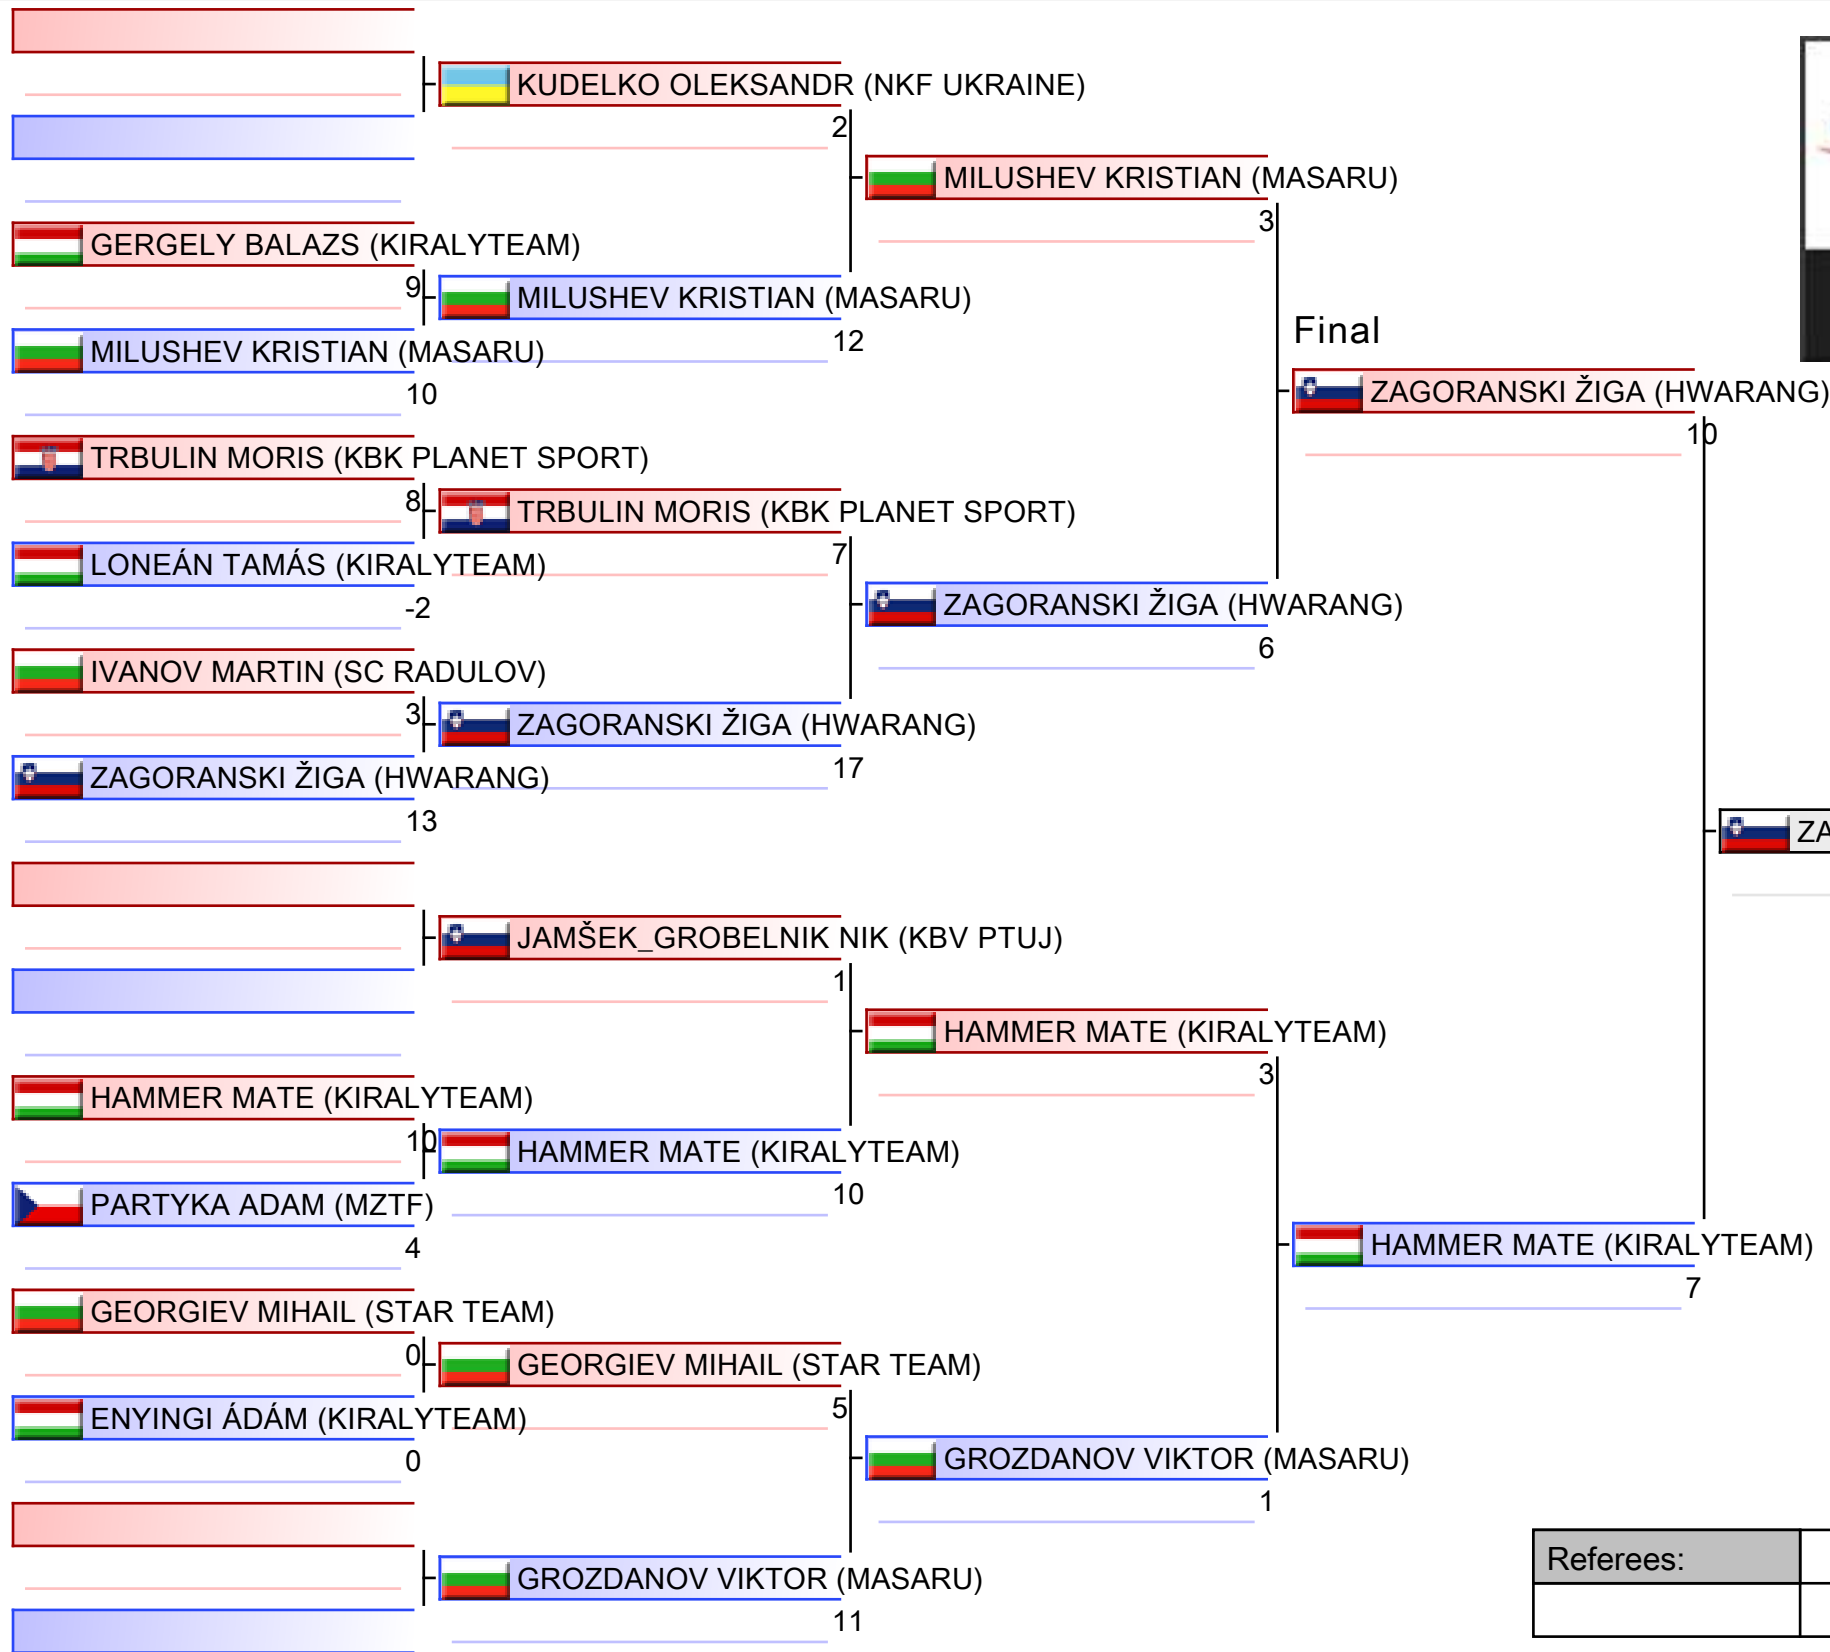 KUDELKO OLEKSANDR (NKF UKRAINE)
2
MILUSHEV KRISTIAN (MASARU)
3
GERGELY BALAZS (KIRALYTEAM)
9
MILUSHEV KRISTIAN (MASARU)
12
MILUSHEV KRISTIAN (MASARU)
10
Final
ZAGORANSKI ŽIGA (HWARANG)
10
TRBULIN MORIS (KBK PLANET SPORT)
8
TRBULIN MORIS (KBK PLANET SPORT)
7
LONEÁN TAMÁS (KIRALYTEAM)
-2
ZAGORANSKI ŽIGA (HWARANG)
6
IVANOV MARTIN (SC RADULOV)
3
ZAGORANSKI ŽIGA (HWARANG)
17
ZAGORANSKI ŽIGA (HWARANG)
13
ZA
JAMŠEK_GROBELNIK NIK (KBV PTUJ)
1
HAMMER MATE (KIRALYTEAM)
3
HAMMER MATE (KIRALYTEAM)
10
HAMMER MATE (KIRALYTEAM)
10
PARTYKA ADAM (MZTF)
4
HAMMER MATE (KIRALYTEAM)
7
GEORGIEV MIHAIL (STAR TEAM)
0
GEORGIEV MIHAIL (STAR TEAM)
5
ENYINGI ÁDÁM (KIRALYTEAM)
0
GROZDANOV VIKTOR (MASARU)
1
GROZDANOV VIKTOR (MASARU)
11
Referees: